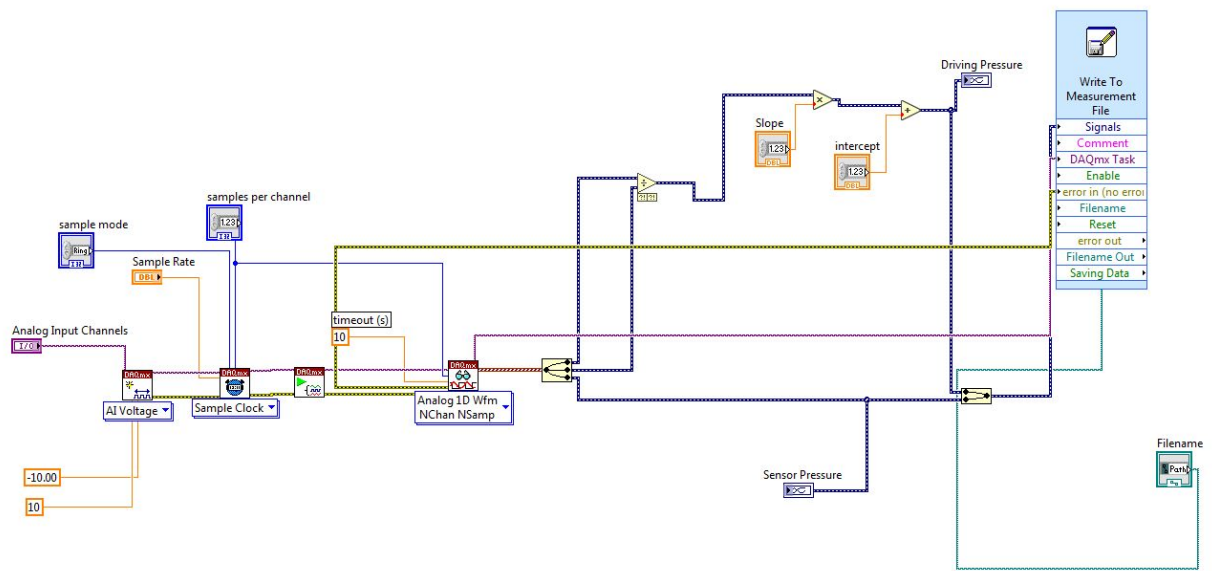 Driving Pressure
Write To
Measurement
File
Signals
Comment
DAQmx Task
Enable
error in (no erroı
Filename
Reset
error out
Filename Out
Saving Data
Slope
1.23
DBL
intercept
1.23
DBL
samples per channel
1.23
sample mode
Ring
Sample Rate
DBL
timeout (s)
10
Analog Input Channels
I/O
DAQmx
AI Voltage
DAQmx
Sample Clock
DAQmx
DAQmx
Analog 1D Wfm
NChan NSamp
-10.00
10
Sensor Pressure
Filename
Path